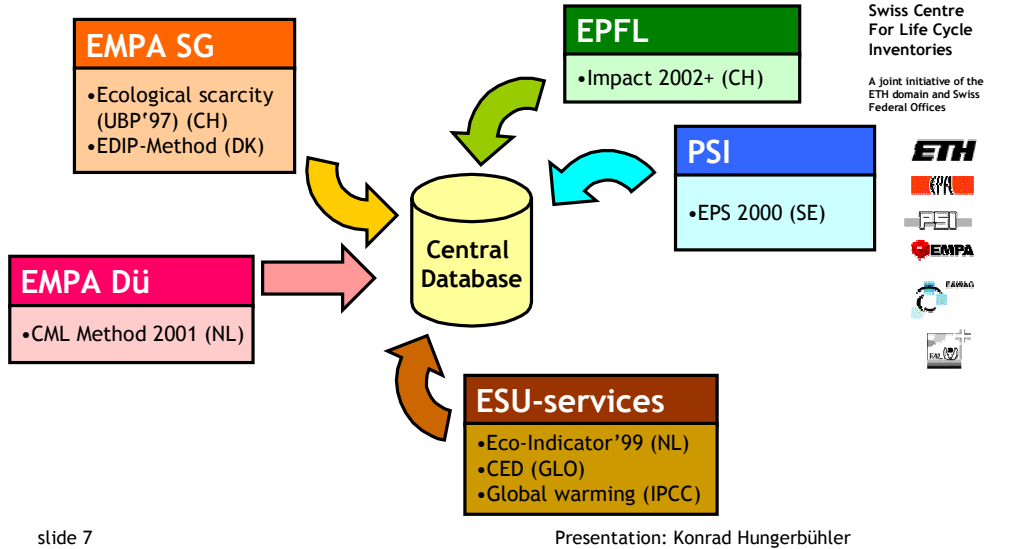 EMPA SG
•Ecological scarcity
(UBP‘97) (CH)
•EDIP-Method (DK)
EPFL
•Impact 2002+ (CH)
Swiss Centre
For Life Cycle
Inventories
A joint initiative of the
ETH domain and Swiss
Federal Offices
PSI
•EPS 2000 (SE)
ETH
PSI
EMPA
EAWAG
Central
Database
EMPA Dü
•CML Method 2001 (NL)
ESU-services
•Eco-Indicator’99 (NL)
•CED (GLO)
•Global warming (IPCC)
slide 7
Presentation: Konrad Hungerbühler